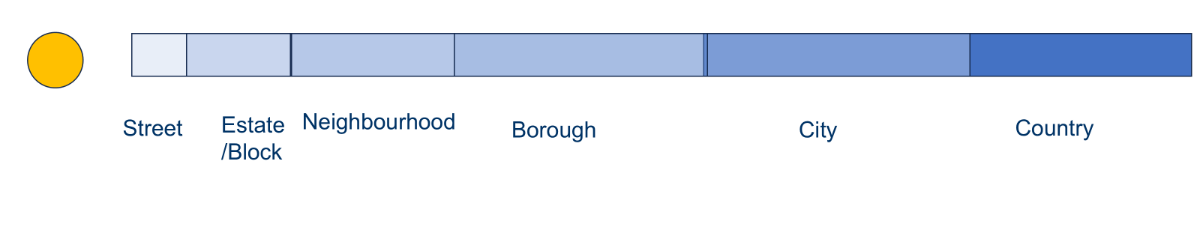 Street
Estate
/Block
Neighbourhood
Borough
City
Country